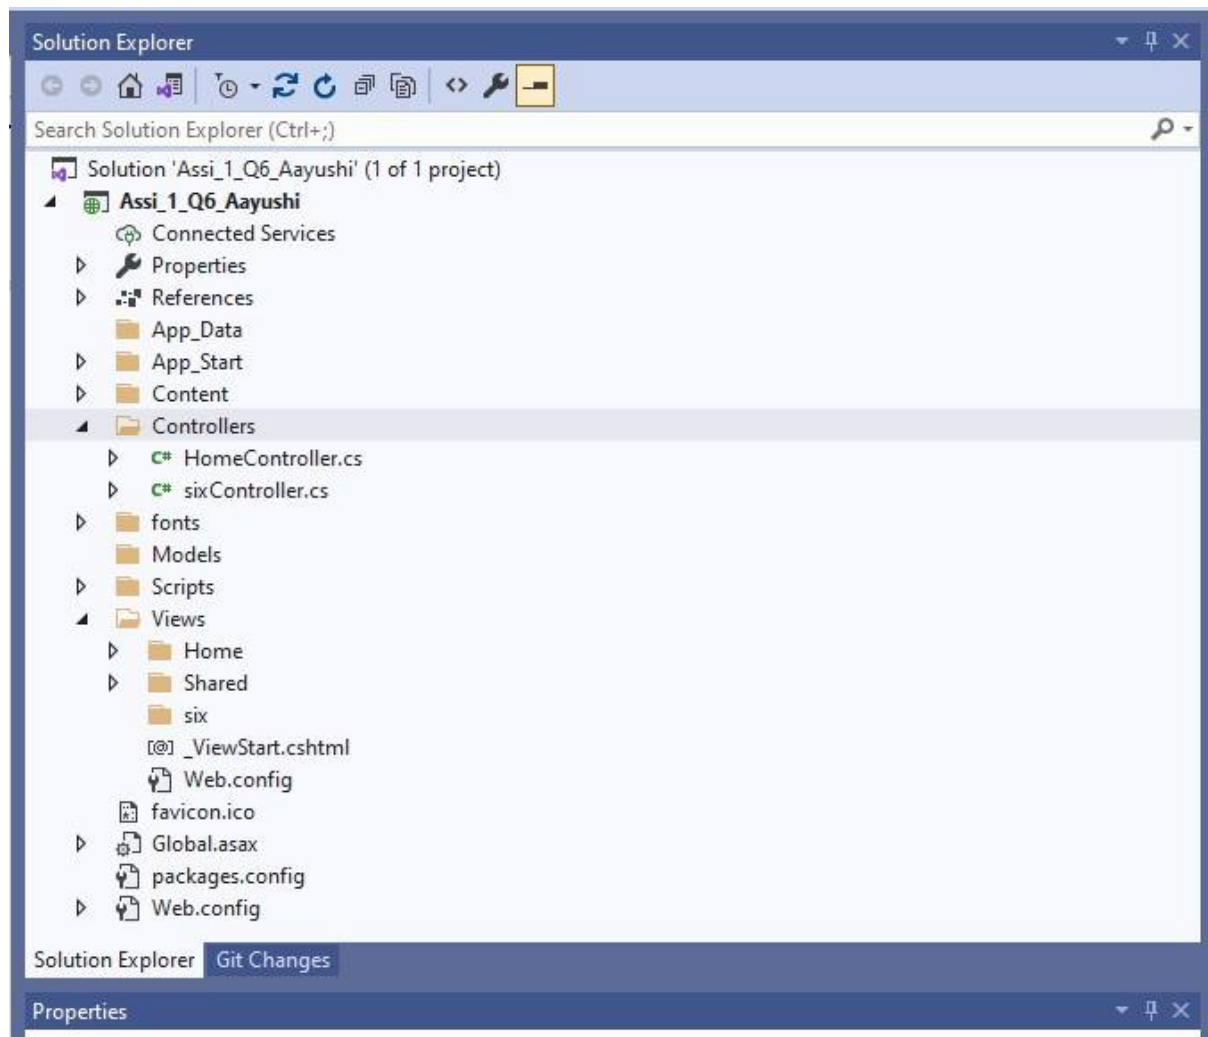 Solution Explorer
Search Solution Explorer (Ctrl+;)
Solution 'Assi_1_Q6_Aayushi' (1 of 1 project)
Assi_1_Q6_Aayushi
Connected Services
Properties
References
App_Data
App_Start
Content
Controllers
C# HomeController.cs
C# sixController.cs
fonts
Models
Scripts
Views
Home
Shared
six
[@] _ViewStart.cshtml
Web.config
favicon.ico
Global.asax
packages.config
Web.config
Solution Explorer Git Changes
Properties